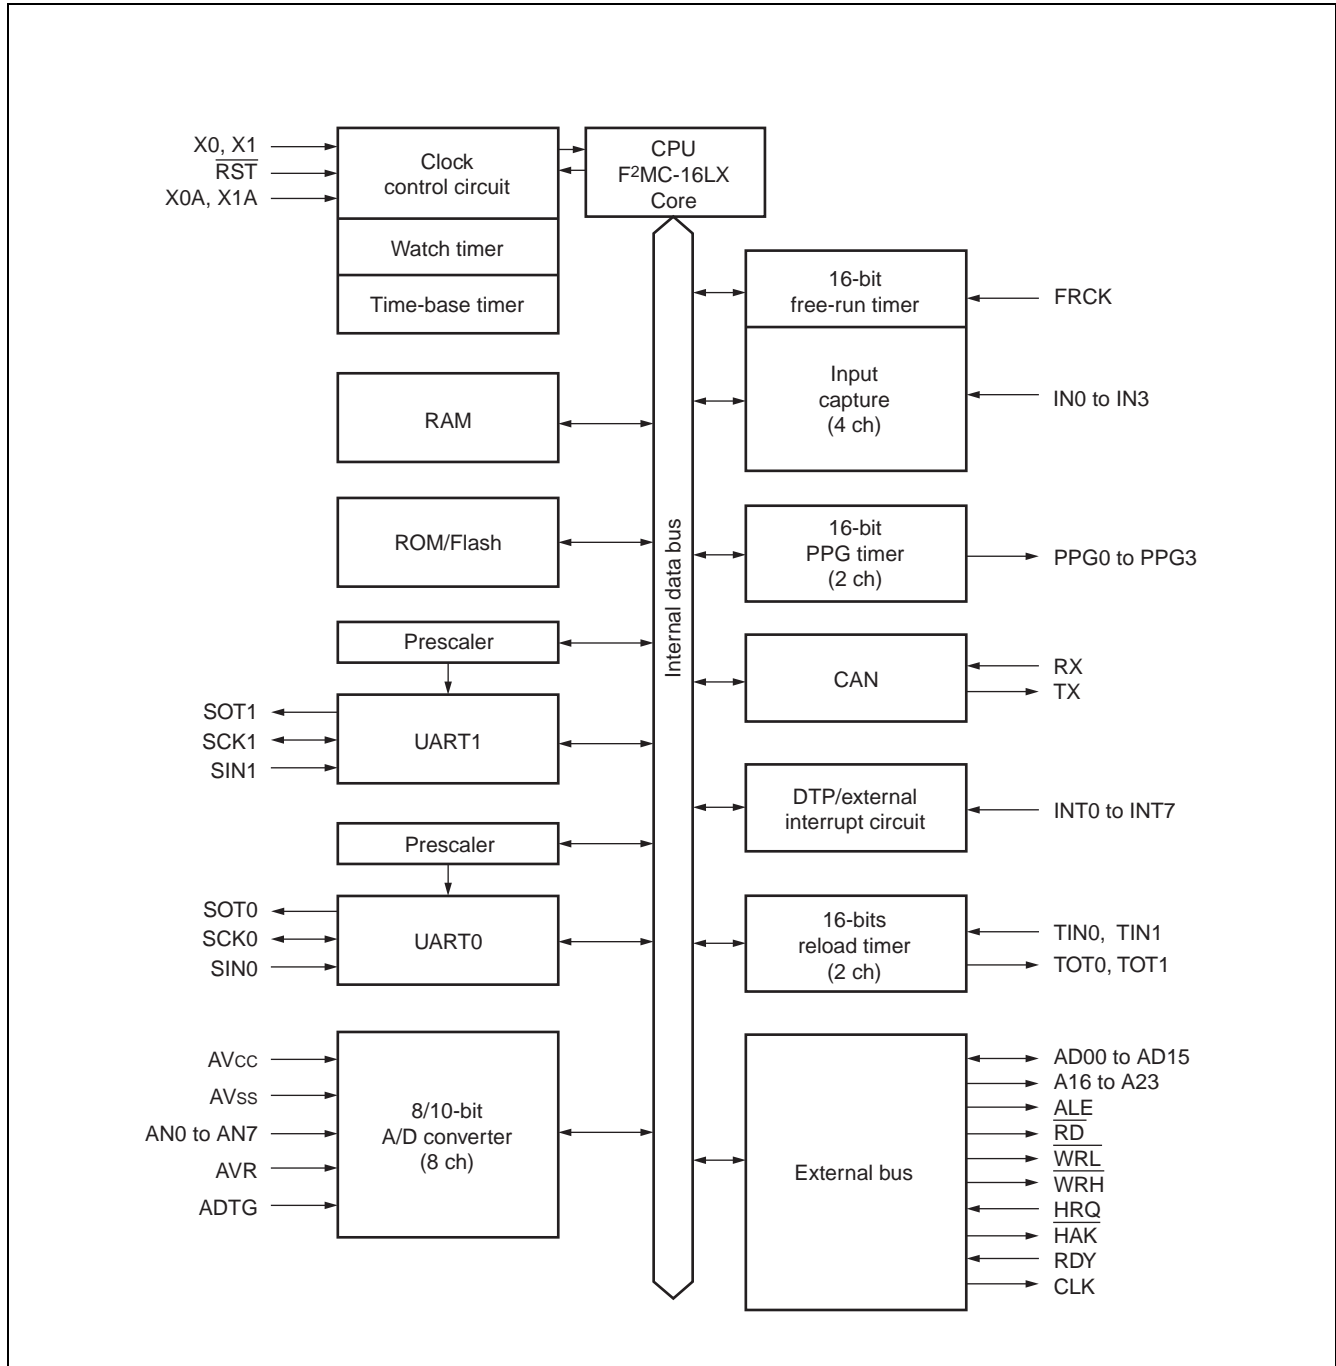 X0, X1
RST
X0A, X1A
Clock
control circuit
Watch timer
Time-base timer
CPU
F2MC-16LX
Core
RAM
ROM/Flash
Prescaler
SOT1
SCK1
SIN1
UART1
Prescaler
SOT0
SCK0
SIN0
UART0
AVCC
AVSS
AN0 to AN7
AVR
ADTG
8/10-bit
A/D converter
(8 ch)
Internal data bus
16-bit
free-run timer
FRCK
Input
capture
(4 ch)
IN0 to IN3
16-bit
PPG timer
(2 ch)
PPG0 to PPG3
CAN
RX
TX
DTP/external
interrupt circuit
INT0 to INT7
16-bits
reload timer
(2 ch)
TIN0, TIN1
TOT0, TOT1
External bus
AD00 to AD15
A16 to A23
ALE
RD
WRL
WRH
HRQ
HAK
RDY
CLK